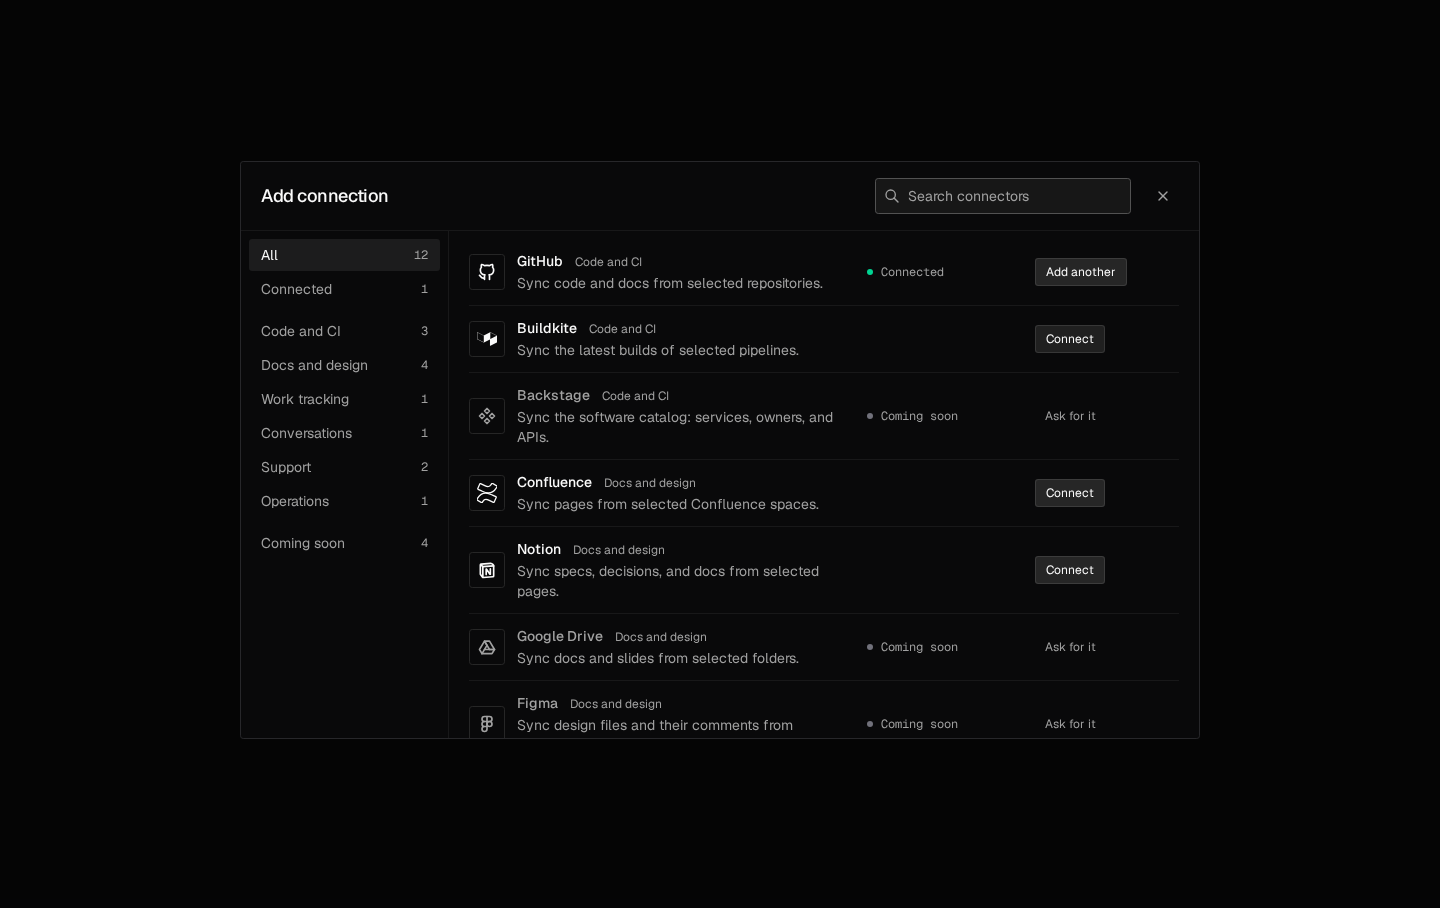 Add connection
Search connectors
All 12
Connected 1
Code and CI 3
Docs and design 4
Work tracking 1
Conversations 1
Support 2
Operations 1
Coming soon 4
GitHub Code and CI
Sync code and docs from selected repositories.
Connected
Add another
Buildkite Code and CI
Sync the latest builds of selected pipelines.
Connect
Backstage Code and CI
Sync the software catalog: services, owners, and
APIs.
Coming soon
Ask for it
Confluence Docs and design
Sync pages from selected Confluence spaces.
Connect
Notion Docs and design
Sync specs, decisions, and docs from selected
pages.
Connect
Google Drive Docs and design
Sync docs and slides from selected folders.
Coming soon
Ask for it
Figma Docs and design
Sync design files and their comments from
Coming soon
Ask for it